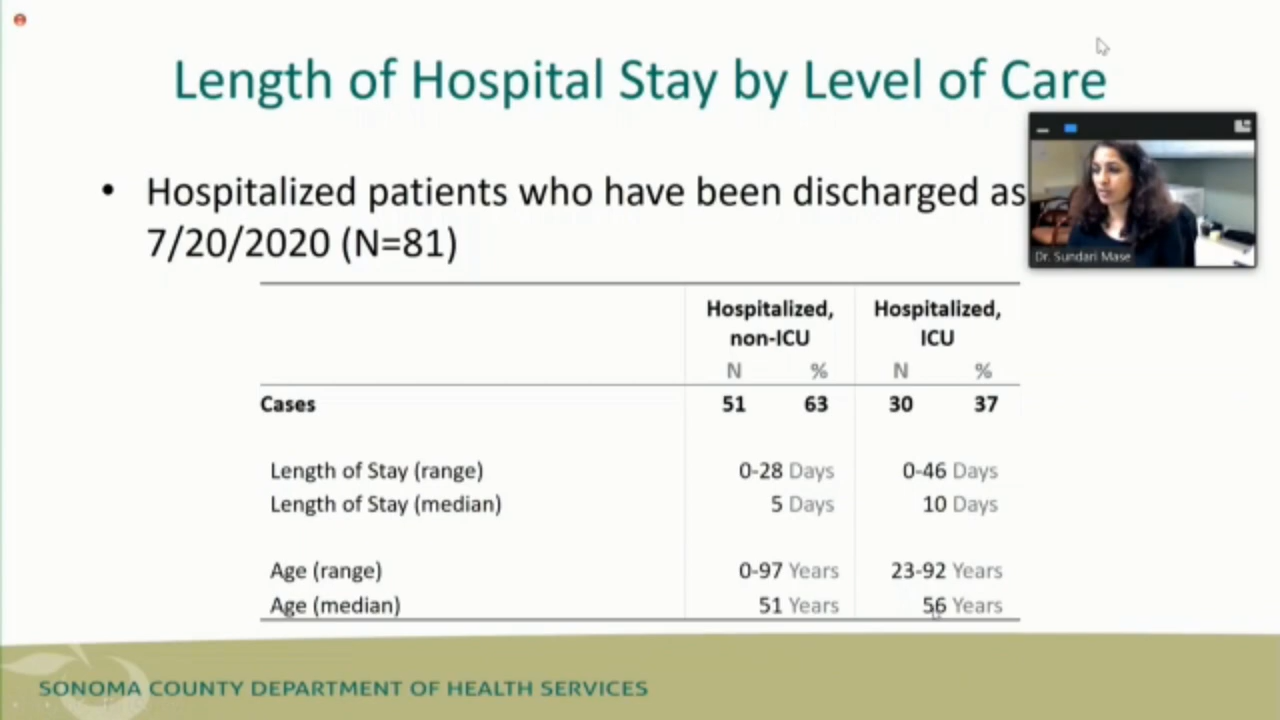 Length of Hospital Stay by Level of Care
• Hospitalized patients who have been discharged as
7/20/2020 (N=81)
Dr. Sundari Mase
Hospitalized, non-ICU Hospitalized, ICU
N % N %
Cases 51 63 30 37
Length of Stay (range) 0-28 Days 0-46 Days
Length of Stay (median) 5 Days 10 Days
Age (range) 0-97 Years 23-92 Years
Age (median) 51 Years 56 Years
SONOMA COUNTY DEPARTMENT OF HEALTH SERVICES